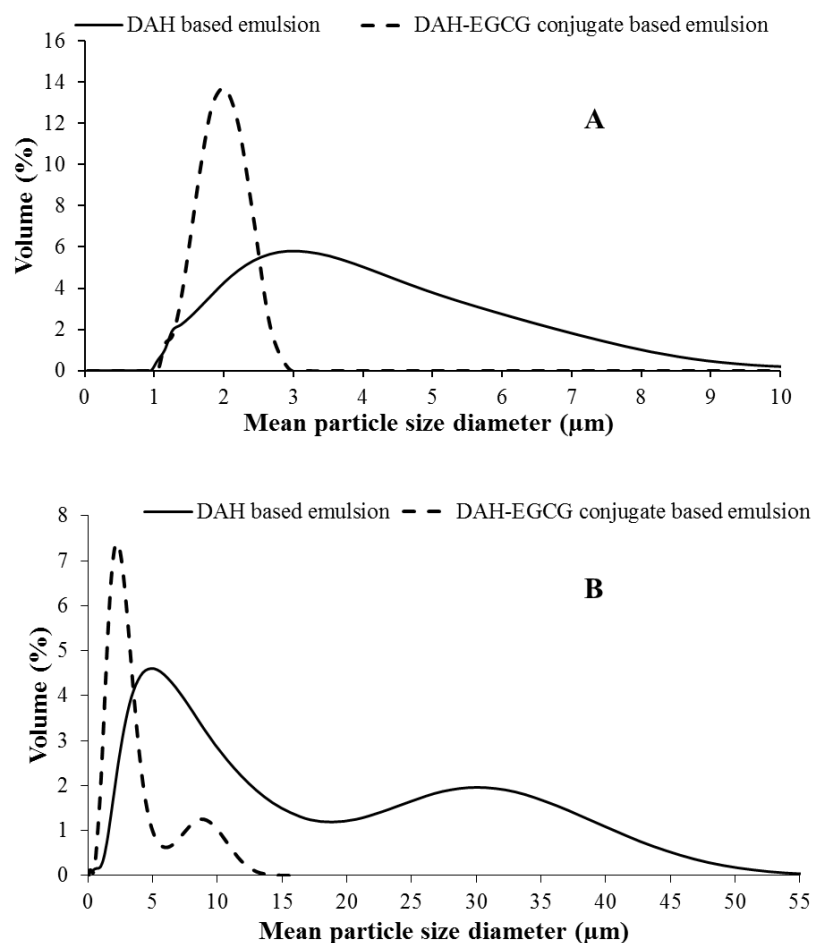 DAH based emulsion DAH-EGCG conjugate based emulsion
16
14
12
10
8
6
4
2
0
Volume (%)
A
0 1 2 3 4 5 6 7 8 9 10
Mean particle size diameter (µm)
DAH based emulsion DAH-EGCG conjugate based emulsion
8
7
6
5
4
3
2
1
0
Volume (%)
B
0 5 10 15 20 25 30 35 40 45 50 55
Mean particle size diameter (µm)